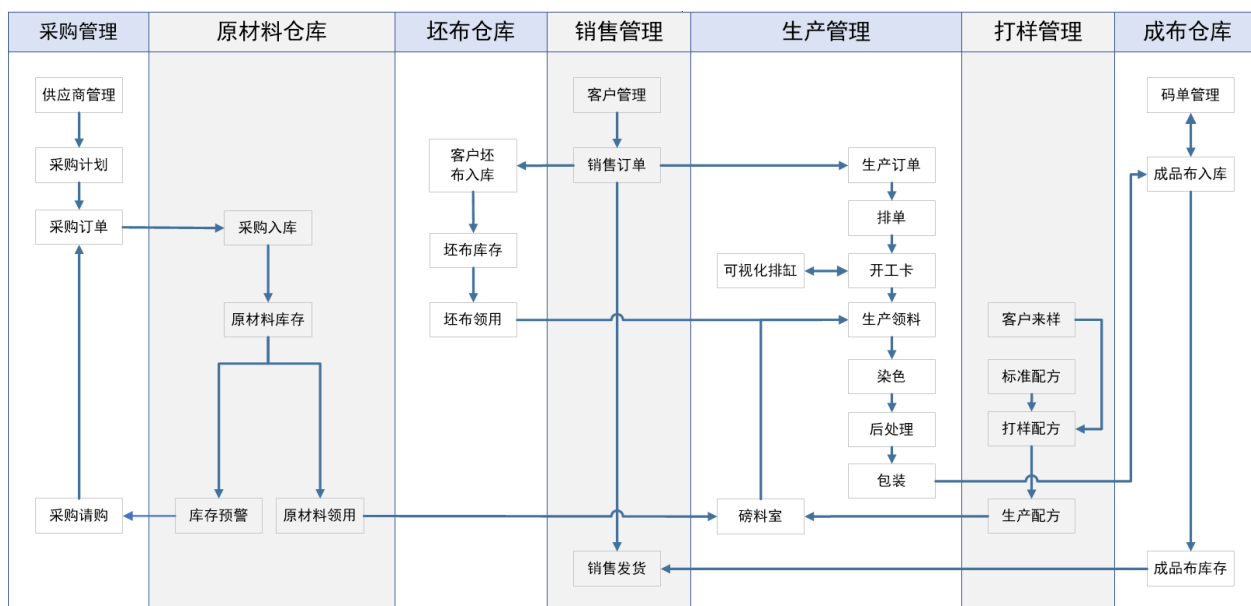 采购管理
原材料仓库
坯布仓库
销售管理
生产管理
打样管理
成布仓库
供应商管理
采购计划
采购订单
采购请购
采购入库
原材料库存
库存预警
原材料领用
客户坯
布入库
坯布库存
坯布领用
客户管理
销售订单
销售发货
生产订单
排单
可视化排缸
开工卡
生产领料
染色
后处理
包装
磅料室
客户来样
标准配方
打样配方
生产配方
码单管理
成品布入库
成品布库存